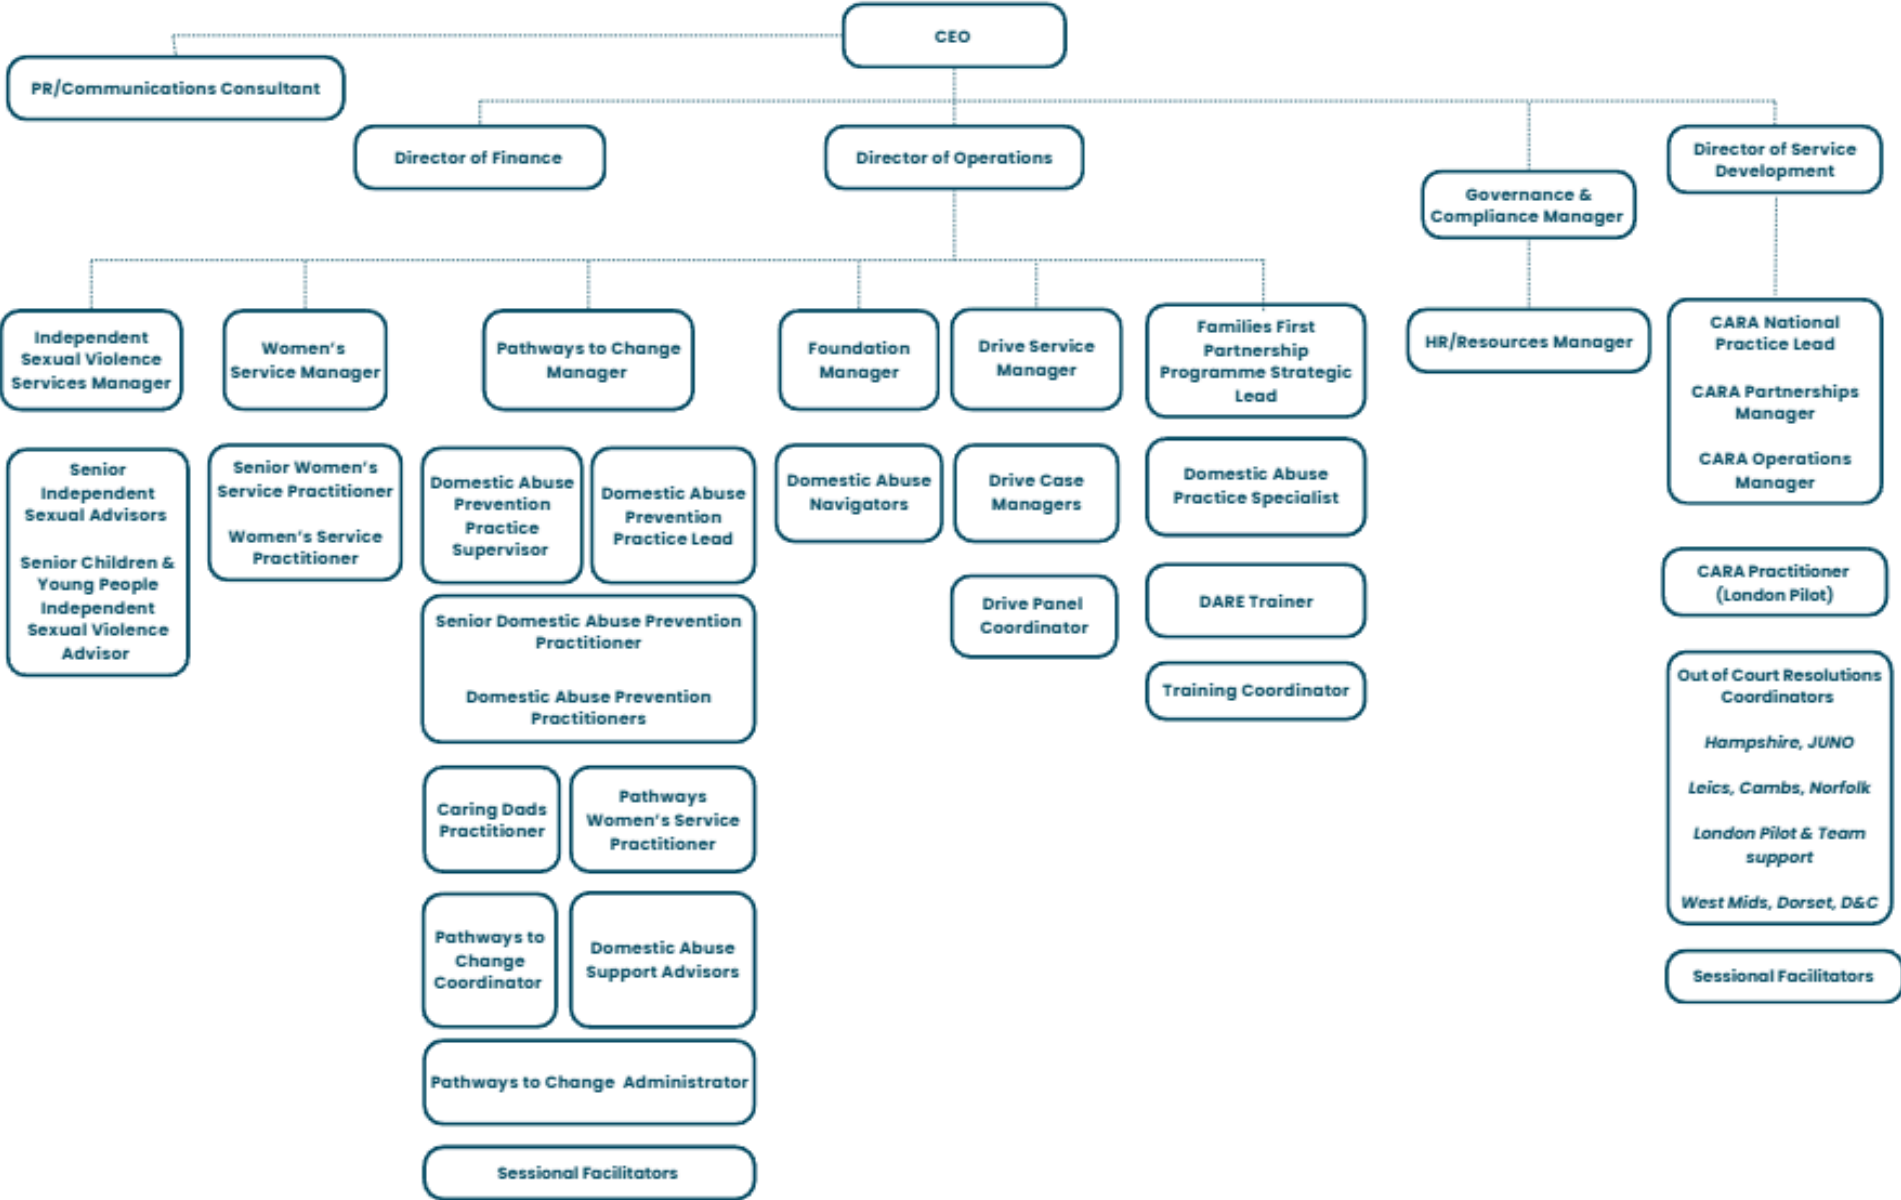 CEO
PR/Communications Consultant
Director of Finance
Director of Operations
Governance &
Compliance Manager
Director of Service
Development
Independent
Sexual Violence
Services Manager
Women's
Service Manager
Pathways to Change
Manager
Foundation
Manager
Drive Service
Manager
Families First
Partnership
Programme Strategic
Lead
HR/Resources Manager
CARA National
Practice Lead
CARA Partnerships
Manager
CARA Operations
Manager
Senior
Independent
Sexual Advisors
Senior Children &
Young People
Independent
Sexual Violence
Advisor
Senior Women's
Service Practitioner
Women's Service
Practitioner
Domestic Abuse
Prevention
Practice
Supervisor
Domestic Abuse
Prevention
Practice Lead
Senior Domestic Abuse Prevention
Practitioner
Domestic Abuse Prevention
Practitioners
Caring Dads
Practitioner
Pathways
Women's Service
Practitioner
Pathways to
Change
Coordinator
Domestic Abuse
Support Advisors
Pathways to Change Administrator
Sessional Facilitators
Domestic Abuse
Navigators
Drive Case
Managers
Drive Panel
Coordinator
Domestic Abuse
Practice Specialist
DARE Trainer
Training Coordinator
CARA Practitioner
(London Pilot)
Out of Court Resolutions
Coordinators
Hampshire, JUNO
Leics, Cambs, Norfolk
London Pilot & Team
support
West Mids, Dorset, D&C
Sessional Facilitators